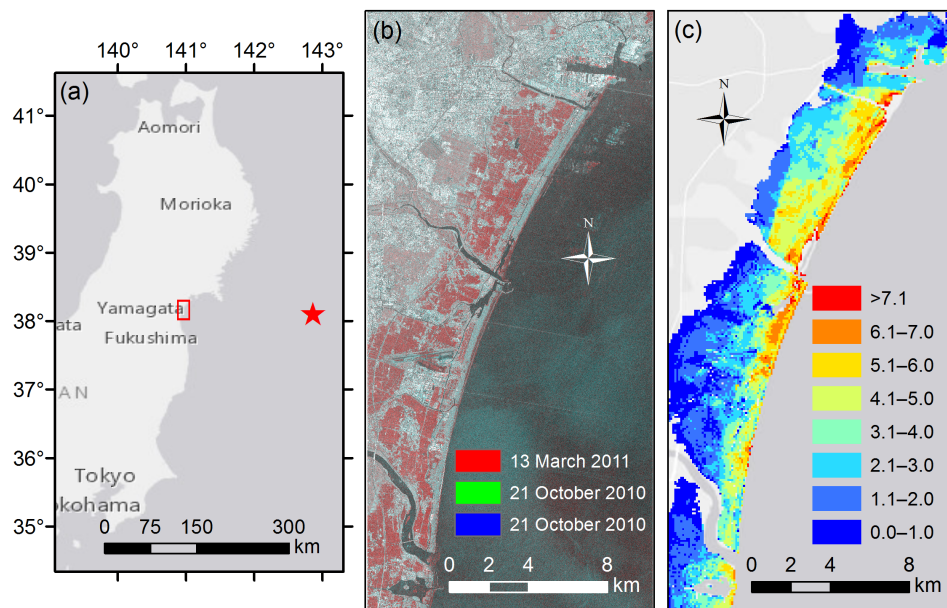 140° 141° 142° 143°
(a)
41°
Aomori
40°
Morioka
39°
Yamagata
38°
ata
Fukushima
37°
AN
36°
Tokyo
okohama
35°
0 75 150 300
km
(b)
N
13 March 2011
21 October 2010
21 October 2010
0 2 4 8
km
(c)
N
>7.1
6.1–7.0
5.1–6.0
4.1–5.0
3.1–4.0
2.1–3.0
1.1–2.0
0.0–1.0
0 2 4 8
km